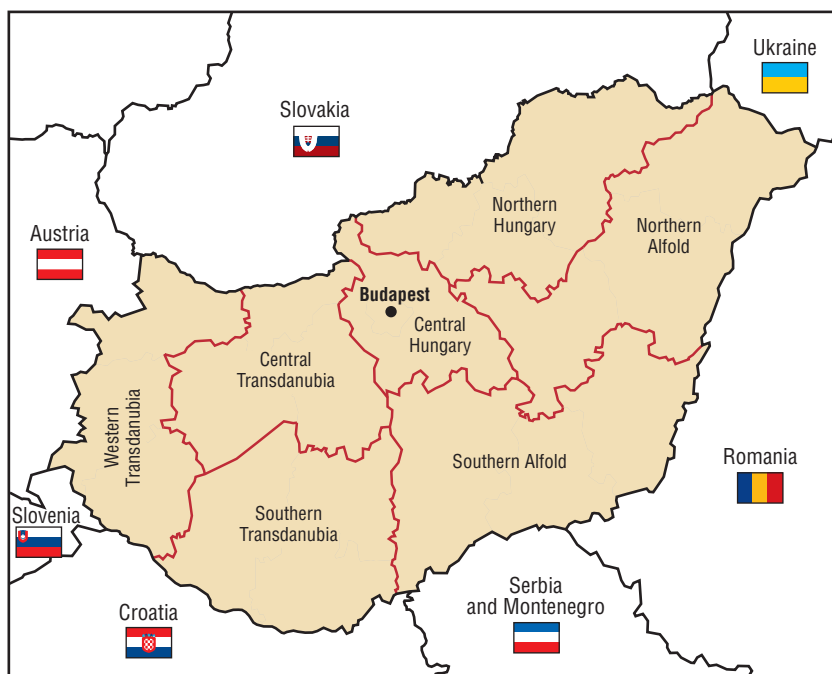 Ukraine
Slovakia
Northern
Hungary
Northern
Alfold
Austria
Budapest
Central
Hungary
Central
Transdanubia
Western
Transdanubia
Southern Alfold
Romania
Slovenia
Southern
Transdanubia
Serbia
and Montenegro
Croatia